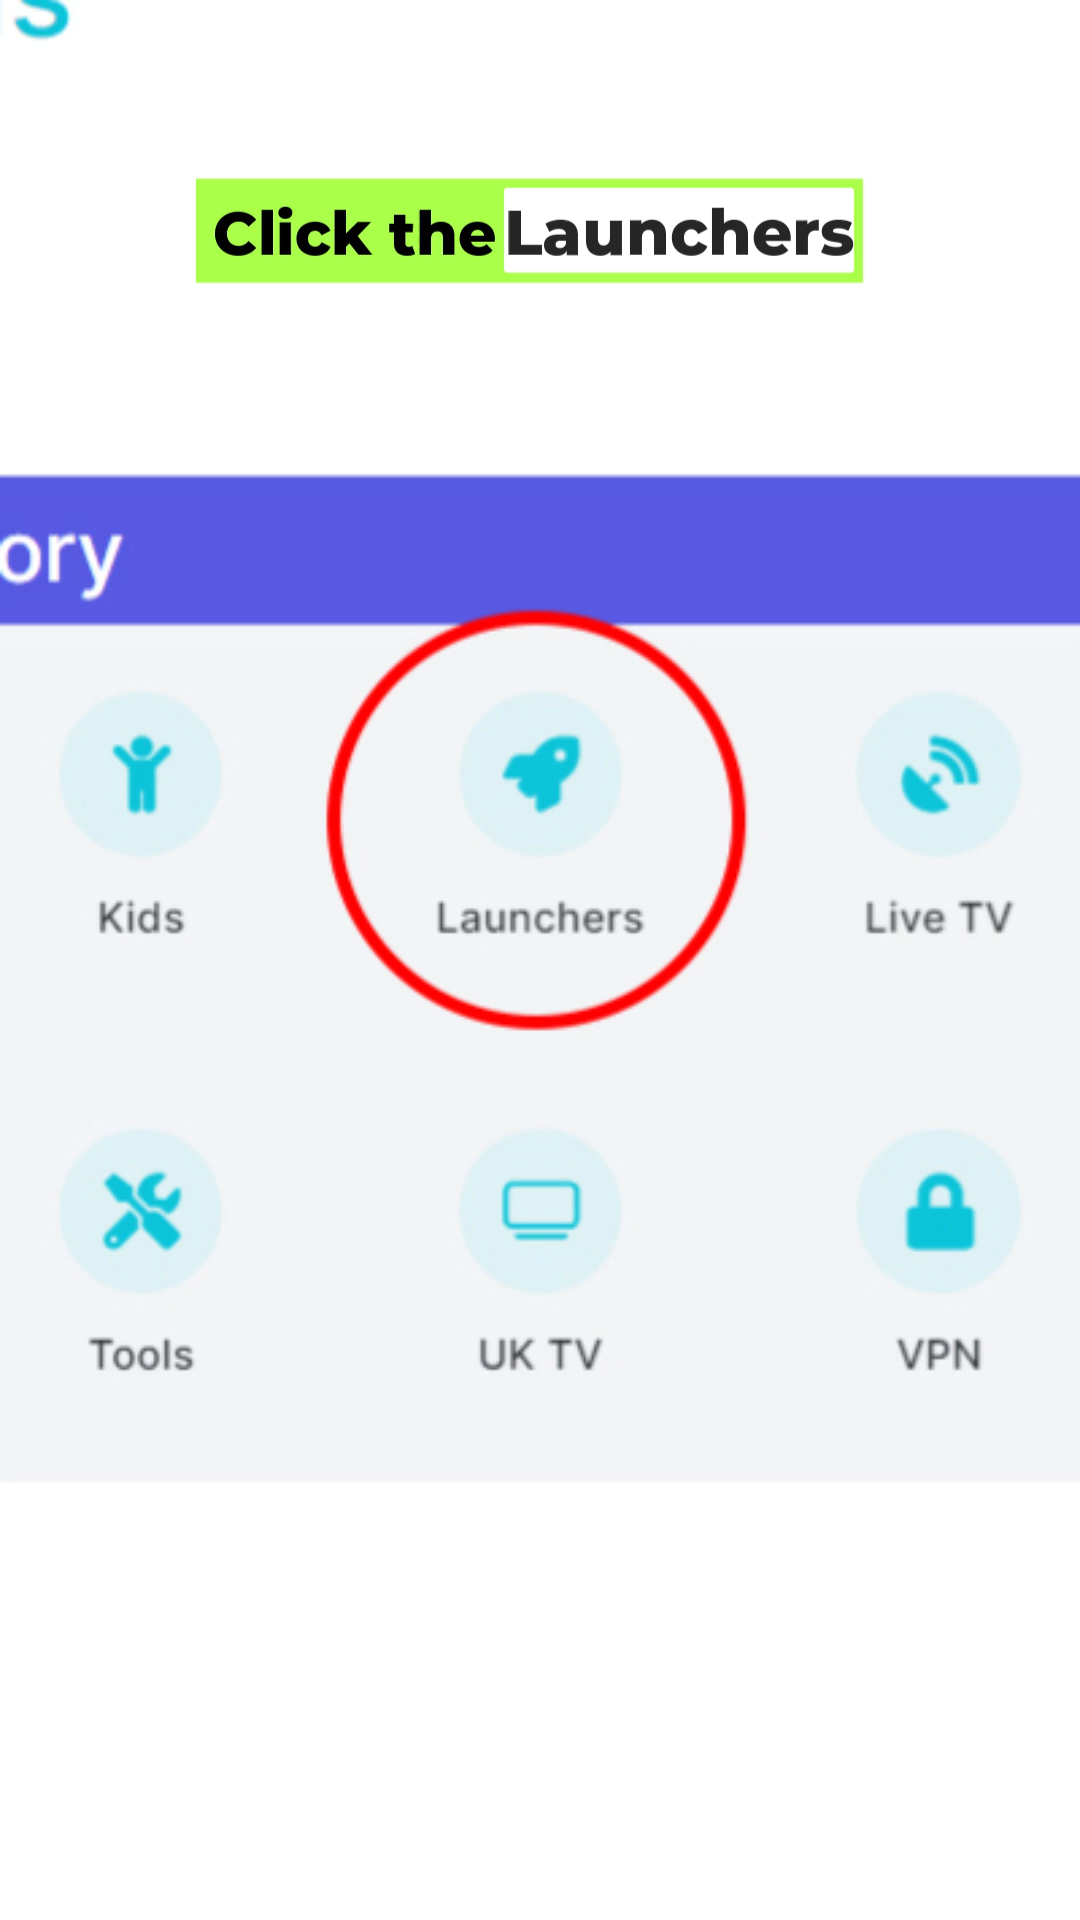 Click the Launchers
ory
Kids
Launchers
Live TV
Tools
UK TV
VPN